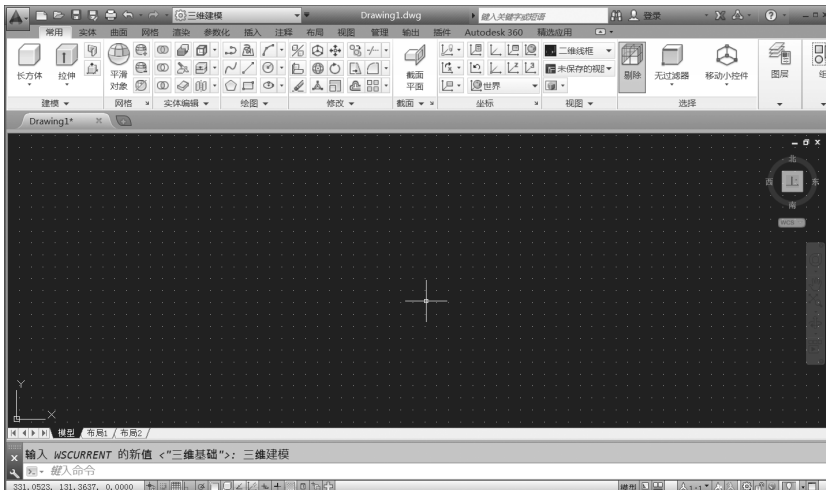 三维建模 Drawing1.dwg 键入关键字或短语 登录
常用 实体 曲面 网格 渲染 参数化 插入 注释 布局 视图 管理 输出 插件 Autodesk 360 精选应用
二维线框
长方体 拉伸 平滑 对象 截面 平面 未保存的视图 剔除 无过滤器 移动小控件 图层 组
世界
建模 网格 实体编辑 绘图 修改 截面 坐标 视图 选择
Drawing1*
北
西 上 东
南
WCS
Y
X
模型 布局1 布局2
输入 WSCURRENT 的新值 <"三维基础">: 三维建模
键入命令
331.0523, 131.3637, 0.0000 模型 1:1